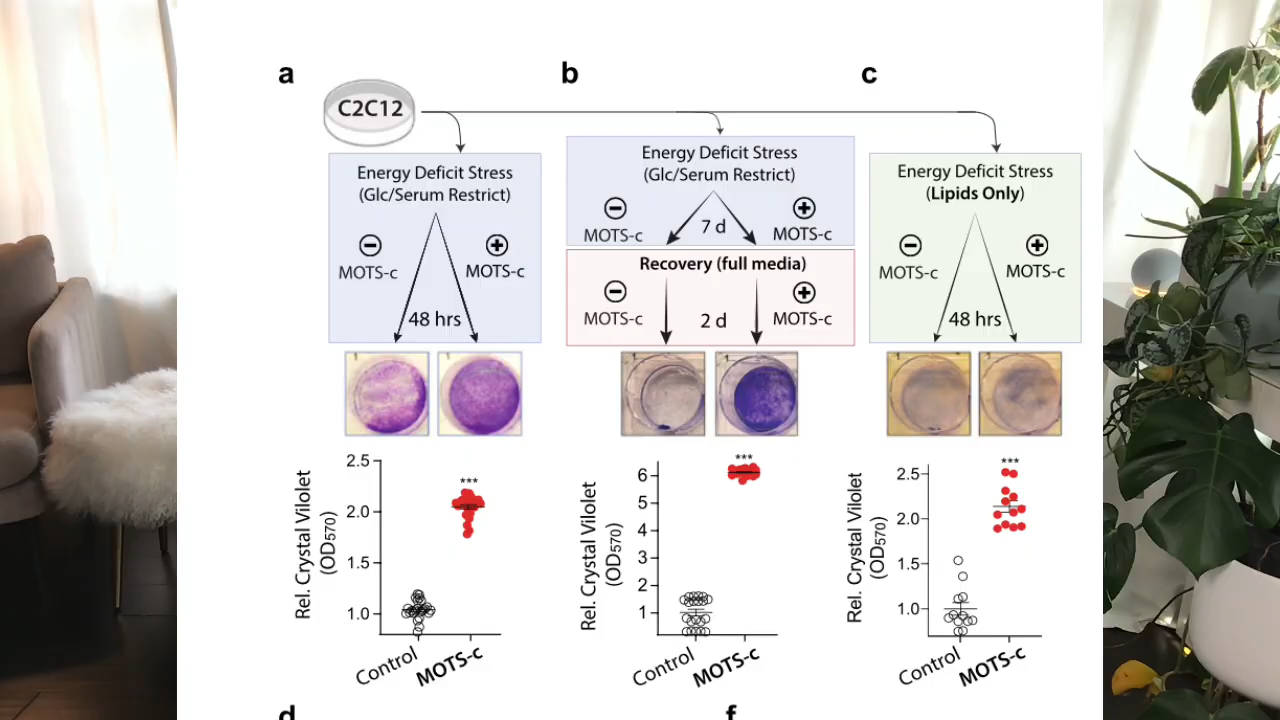 a
b
c
C2C12
Energy Deficit Stress
(Glc/Serum Restrict)
MOTS-c
MOTS-c
48 hrs
Energy Deficit Stress
(Glc/Serum Restrict)
MOTS-c
7 d
MOTS-c
Recovery (full media)
MOTS-c
2 d
MOTS-c
Energy Deficit Stress
(Lipids Only)
MOTS-c
MOTS-c
48 hrs
Rel. Crystal Vilolet
(OD570)
2.5
2.0
1.5
1.0
***
Control
MOTS-c
Rel. Crystal Vilolet
(OD570)
6
5
4
3
2
1
***
Control
MOTS-c
Rel. Crystal Vilolet
(OD570)
2.5
2.0
1.5
1.0
***
Control
MOTS-c
d
f